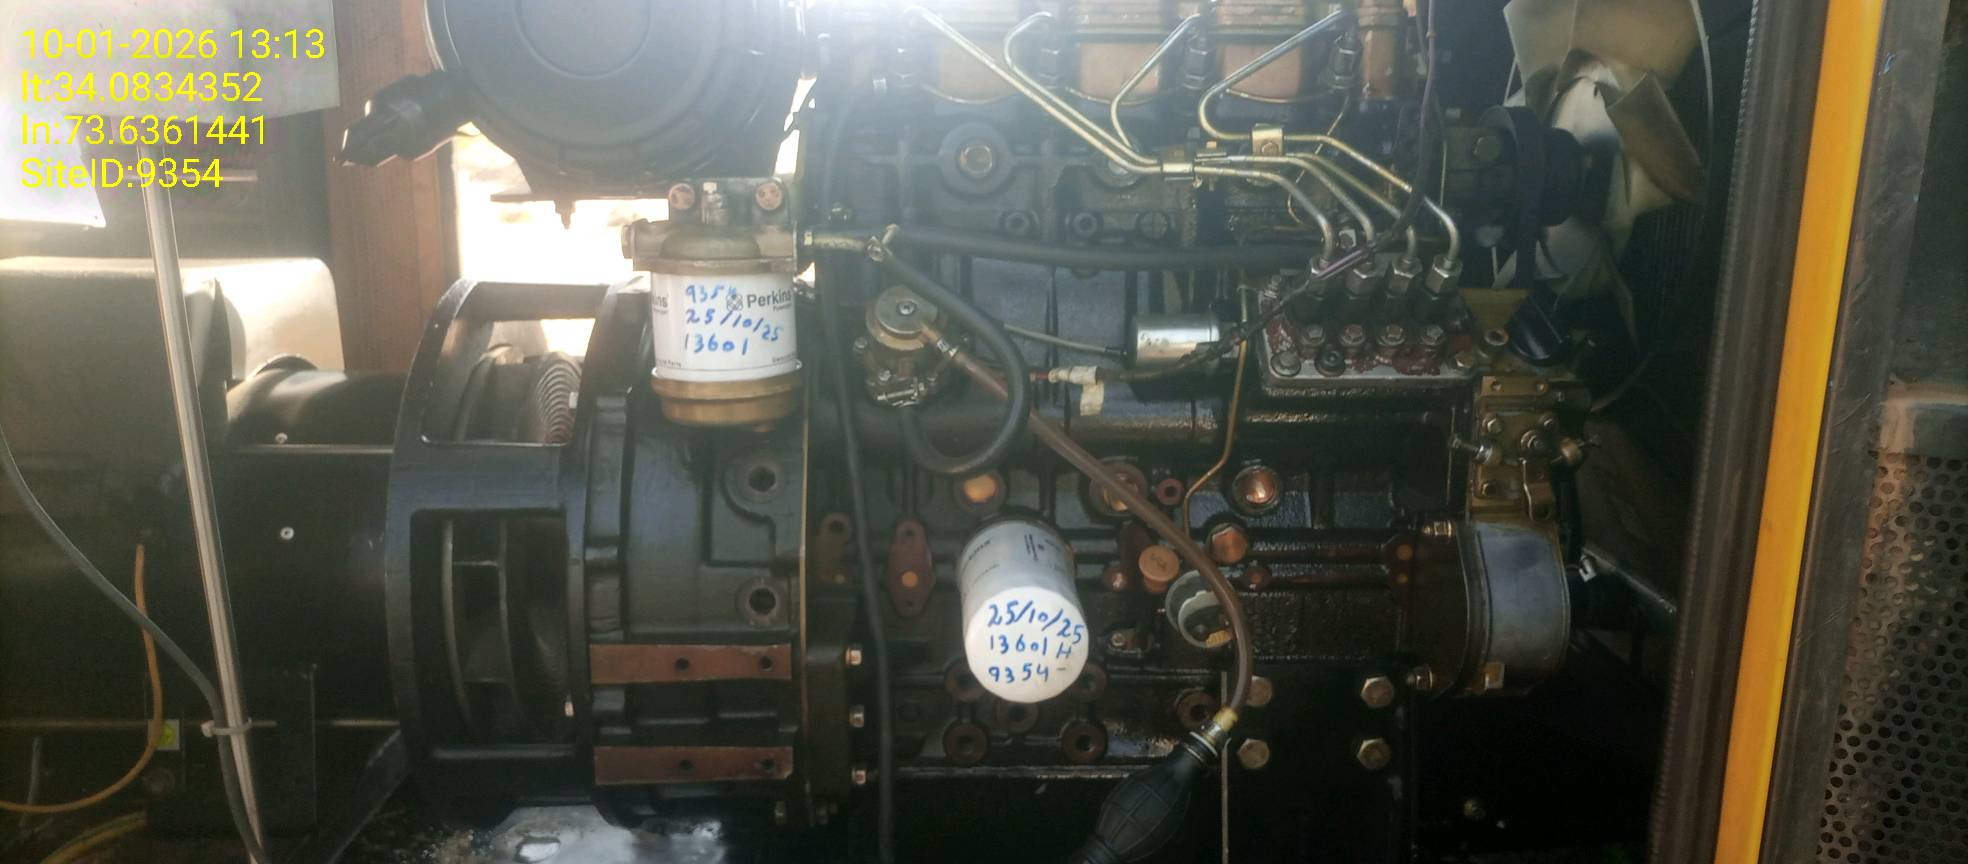 10-01-2026 13:13
lt:34.0834352
ln:73.6361441
SiteID:9354
9354
Perkins
25/10/25
13601
25/10/25
13601 H
9354-